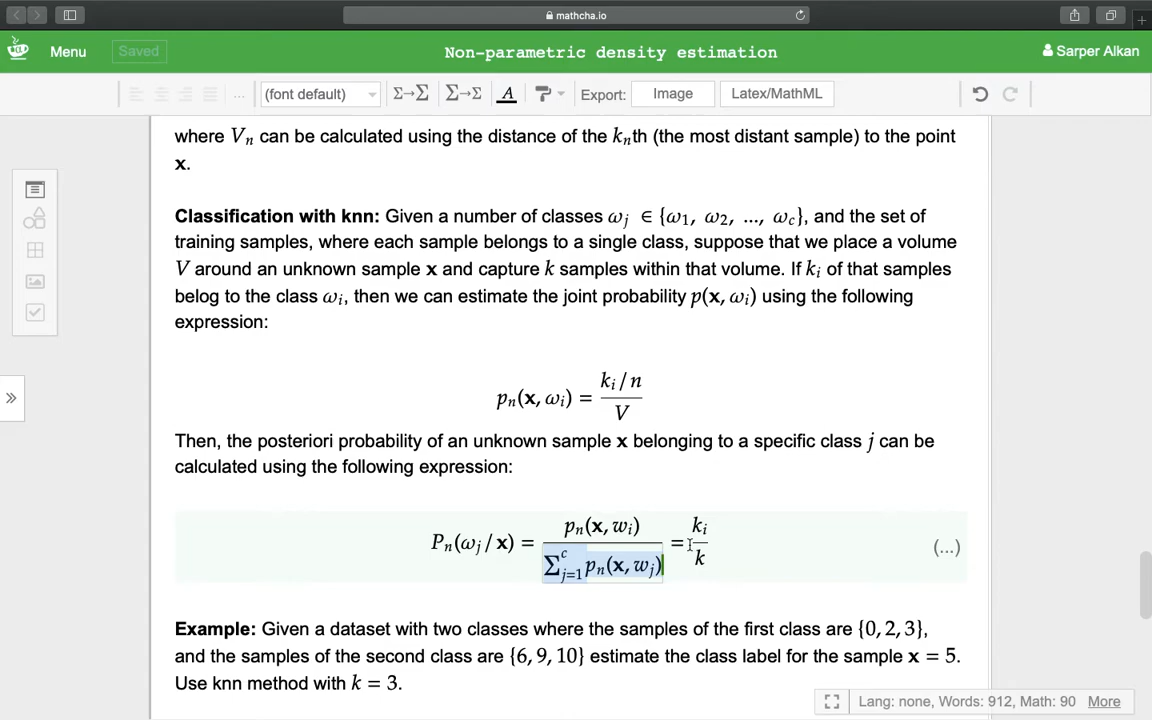 mathcha.io
Menu Saved Non-parametric density estimation Sarper Alkan
... (font default) Σ→Σ Σ→Σ A Export: Image Latex/MathML
where Vₙ can be calculated using the distance of the kₙth (the most distant sample) to the point
x.
Classification with knn: Given a number of classes ωⱼ ∈ {ω₁, ω₂, ..., ω_c}, and the set of
training samples, where each sample belongs to a single class, suppose that we place a volume
V around an unknown sample x and capture k samples within that volume. If kᵢ of that samples
belog to the class ωᵢ, then we can estimate the joint probability p(x, ωᵢ) using the following
expression:
pₙ(x, ωᵢ) = (kᵢ/n) / V
Then, the posteriori probability of an unknown sample x belonging to a specific class j can be
calculated using the following expression:
Pₙ(ωⱼ/x) = pₙ(x, wᵢ) / ∑_{j=1}^{c} pₙ(x, wⱼ) = kᵢ / k (...)
Example: Given a dataset with two classes where the samples of the first class are {0, 2, 3},
and the samples of the second class are {6, 9, 10} estimate the class label for the sample x = 5.
Use knn method with k = 3.
Lang: none, Words: 912, Math: 90 More